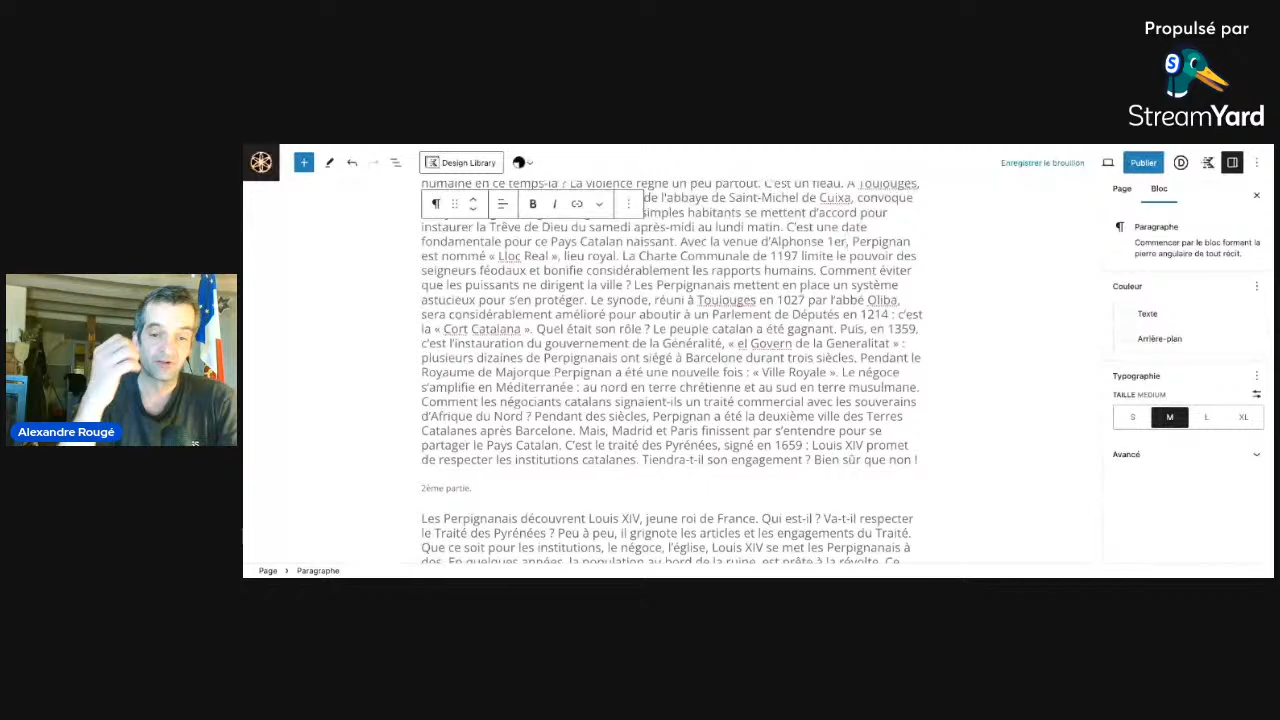 Propulsé par
S
StreamYard
Design Library
Enregistrer le brouillon
Publier
humaine en ce temps-là ? La violence règne un peu partout. C'est un fléau. A Toulouges,
de l'abbaye de Saint-Michel de Cuixa, convoque
simples habitants se mettent d'accord pour
instaurer la Trêve de Dieu du samedi après-midi au lundi matin. C'est une date
fondamentale pour ce Pays Catalan naissant. Avec la venue d'Alphonse 1er, Perpignan
est nommé « Lloc Real », lieu royal. La Charte Communale de 1197 limite le pouvoir des
seigneurs féodaux et bonifie considérablement les rapports humains. Comment éviter
que les puissants ne dirigent la ville ? Les Perpignanais mettent en place un système
astucieux pour s'en protéger. Le synode, réuni à Toulouges en 1027 par l'abbé Oliba,
sera considérablement amélioré pour aboutir à un Parlement de Députés en 1214 : c'est
la « Cort Catalana ». Quel était son rôle ? Le peuple catalan a été gagnant. Puis, en 1359,
c'est l'instauration du gouvernement de la Généralité, « el Govern de la Generalitat » :
plusieurs dizaines de Perpignanais ont siégé à Barcelone durant trois siècles. Pendant le
Royaume de Majorque Perpignan a été une nouvelle fois : « Ville Royale ». Le négoce
s'amplifie en Méditerranée : au nord en terre chrétienne et au sud en terre musulmane.
Comment les négociants catalans signaient-ils un traité commercial avec les souverains
d'Afrique du Nord ? Pendant des siècles, Perpignan a été la deuxième ville des Terres
Catalanes après Barcelone. Mais, Madrid et Paris finissent par s'entendre pour se
partager le Pays Catalan. C'est le traité des Pyrénées, signé en 1659 : Louis XIV promet
de respecter les institutions catalanes. Tiendra-t-il son engagement ? Bien sûr que non !
2ème partie.
Les Perpignanais découvrent Louis XIV, jeune roi de France. Qui est-il ? Va-t-il respecter
le Traité des Pyrénées ? Peu à peu, il grignote les articles et les engagements du Traité.
Que ce soit pour les institutions, le négoce, l'église, Louis XIV se met les Perpignanais à
dos. En quelques années, la population au bord de la ruine, est prête à la révolte. Ce
Page > Paragraphe
Page Bloc
Paragraphe
Commencer par le bloc formant la
pierre angulaire de tout récit.
Couleur
Texte
Arrière-plan
Typographie
TAILLE MEDIUM
S M L XL
Avancé
B I
Alexandre Rougé